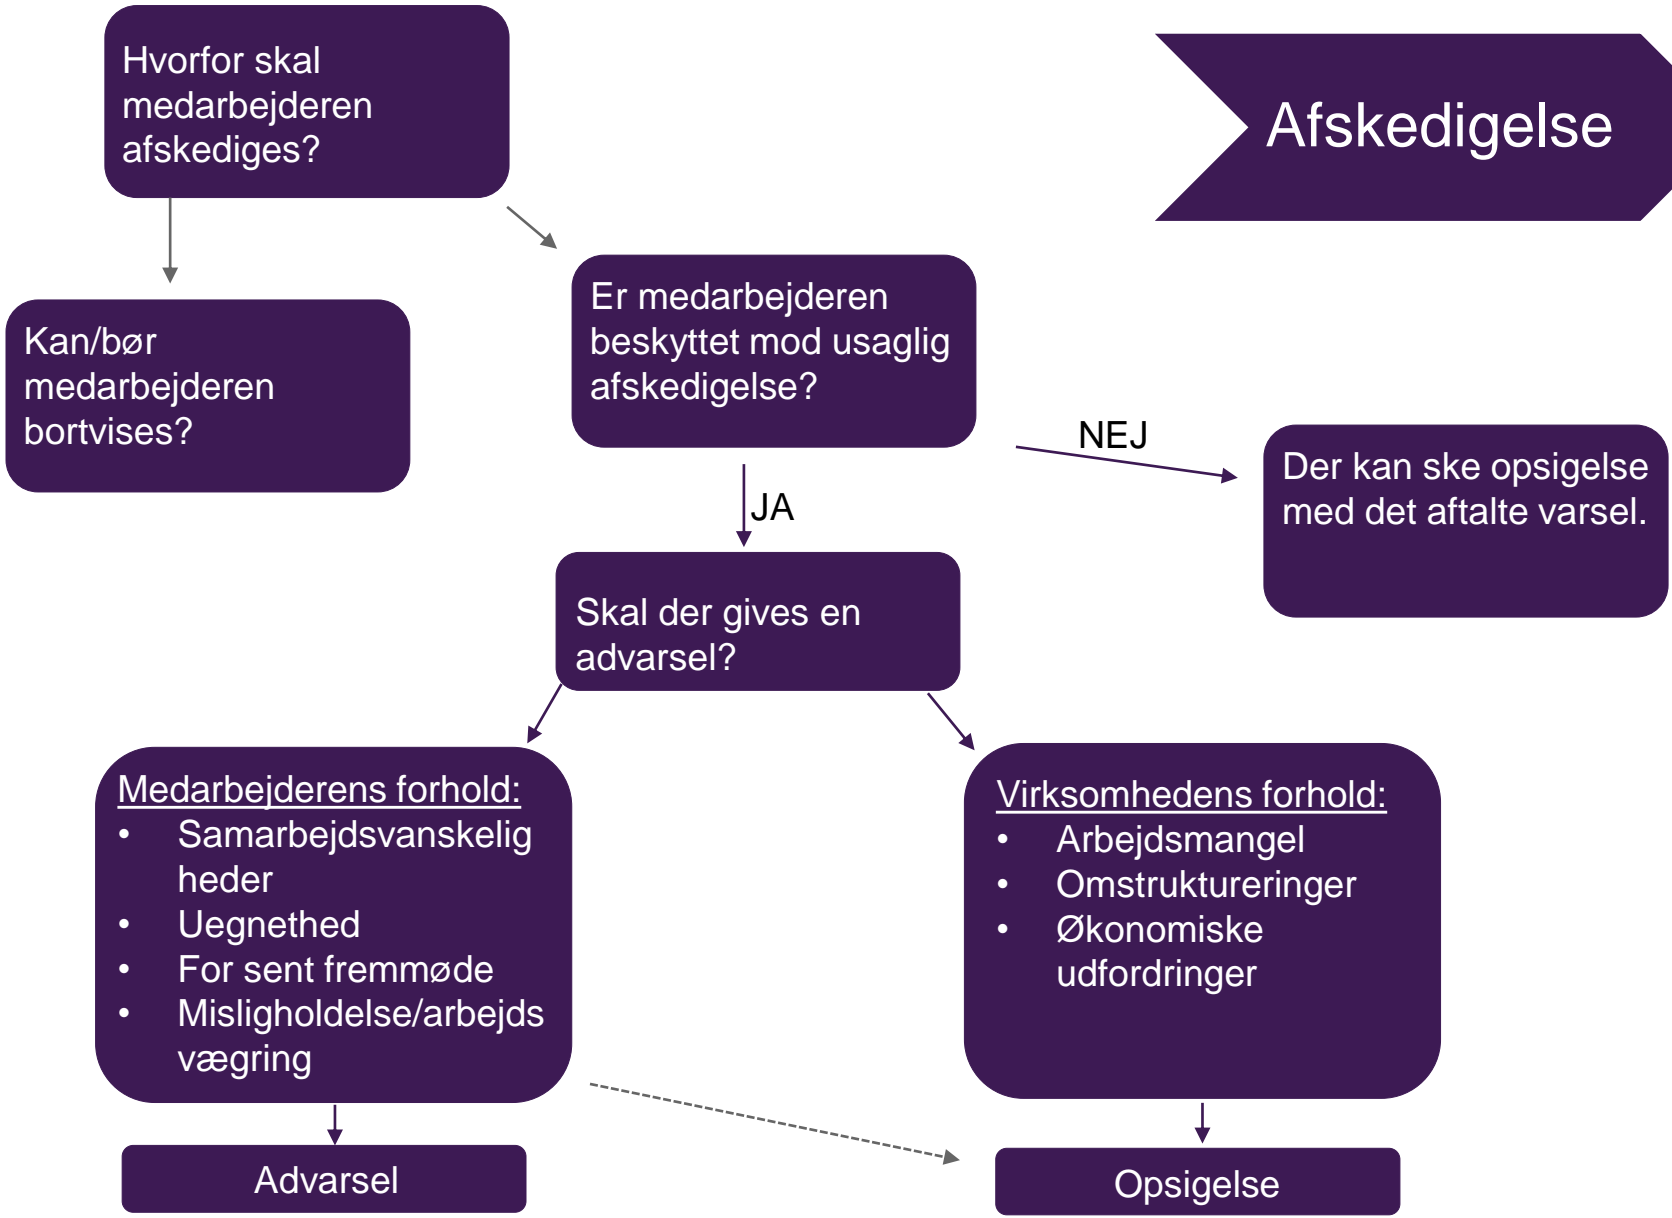 Hvorfor skal
medarbejderen
afskediges?
Afskedigelse
Kan/bør
medarbejderen
bortvises?
Er medarbejderen
beskyttet mod usaglig
afskedigelse?
NEJ
Der kan ske opsigelse
med det aftalte varsel.
JA
Skal der gives en
advarsel?
Medarbejderens forhold:
• Samarbejdsvanskelig
heder
• Uegnethed
• For sent fremmøde
• Misligholdelse/arbejds
vægring
Virksomhedens forhold:
• Arbejdsmangel
• Omstruktureringer
• Økonomiske
udfordringer
Advarsel
Opsigelse